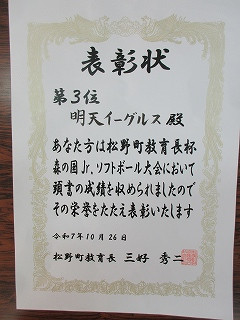 表彰状
第3位
明天イーグルス 殿
あなた方は松野町教育長杯
森の国Jr.ソフトボール大会において
頭書の成績を収められましたので
その栄誉をたたえ表彰いたします
令和7年10月26日
松野町教育長 三好 秀二